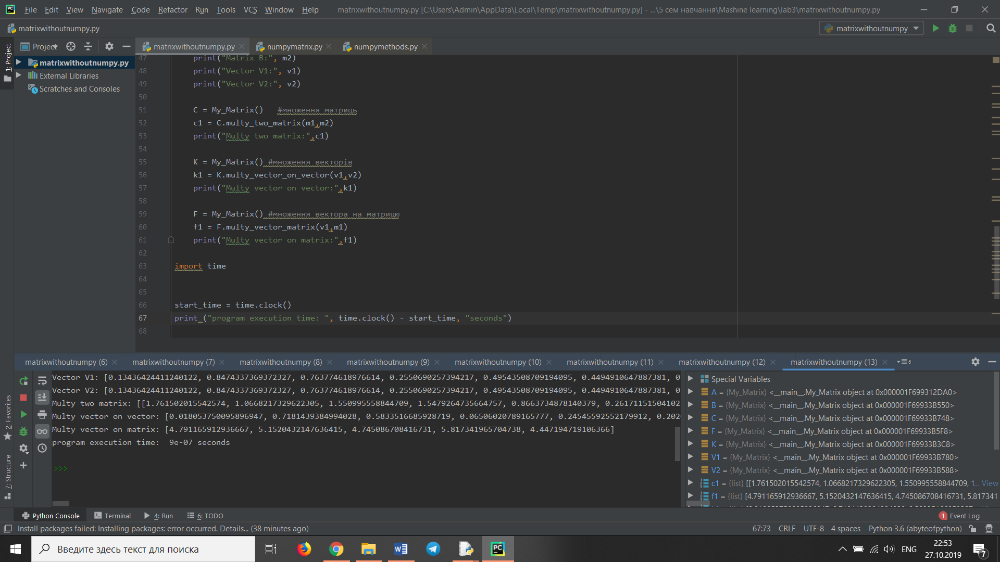 File Edit View Navigate Code Refactor Run Tools VCS Window Help matrixwithoutnumpy.py [C:\Users\Admin\AppData\Local\Temp\matrixwithoutnumpy.py] - ...\5 сем навчання\Mashine learning\lab3\matrixwithoutnumpy.py
matrixwithoutnumpy.py matrixwithoutnumpy
1: Project
Project matrixwithoutnumpy.py numpymatrix.py numpymethods.py
matrixwithoutnumpy.py
External Libraries
Scratches and Consoles
47 print("Matrix B:", m2)
48 print("Vector V1:", v1)
49 print("Vector V2:", v2)
50
51 C = My_Matrix() #множення матриць
52 c1 = C.multy_two_matrix(m1,m2)
53 print("Multy two matrix:",c1)
54
55 K = My_Matrix() #множення векторів
56 k1 = K.multy_vector_on_vector(v1,v2)
57 print("Multy vector on vector:",k1)
58
59 F = My_Matrix() #множення вектора на матрицю
60 f1 = F.multy_vector_matrix(v1,m1)
61 print("Multy vector on matrix:",f1)
62
63 import time
64
65
66 start_time = time.clock()
67 print ("program execution time: ", time.clock() - start_time, "seconds")
68
matrixwithoutnumpy (6) matrixwithoutnumpy (7) matrixwithoutnumpy (8) matrixwithoutnumpy (9) matrixwithoutnumpy (10) matrixwithoutnumpy (11) matrixwithoutnumpy (12) matrixwithoutnumpy (13) 6
Vector V1: [0.13436424411240122, 0.8474337369372327, 0.763774618976614, 0.2550690257394217, 0.49543508709194095, 0.4494910647887381, 0
Vector V2: [0.13436424411240122, 0.8474337369372327, 0.763774618976614, 0.2550690257394217, 0.49543508709194095, 0.4494910647887381, 0
Multy two matrix: [[1.761502015542574, 1.0668217329622305, 1.550995558844709, 1.5479264735664757, 0.8663734878140379, 0.26171151504102
Multy vector on vector: [0.018053750095896947, 0.7181439384994028, 0.5833516685928719, 0.06506020789165777, 0.24545592552179912, 0.202
Multy vector on matrix: [4.791165912936667, 5.1520432147636415, 4.745086708416731, 5.817341965704738, 4.447194719106366]
program execution time:  9e-07 seconds
>>>
Special Variables
A = {My_Matrix} <__main__.My_Matrix object at 0x000001F699312DA0>
B = {My_Matrix} <__main__.My_Matrix object at 0x000001F69933B550>
C = {My_Matrix} <__main__.My_Matrix object at 0x000001F69933B748>
F = {My_Matrix} <__main__.My_Matrix object at 0x000001F69933B5F8>
K = {My_Matrix} <__main__.My_Matrix object at 0x000001F69933B3C8>
V1 = {My_Matrix} <__main__.My_Matrix object at 0x000001F69933B780>
V2 = {My_Matrix} <__main__.My_Matrix object at 0x000001F69933B588>
c1 = {list} [[1.761502015542574, 1.0668217329622305, 1.550995558844709, 1... View
f1 = {list} [4.791165912936667, 5.1520432147636415, 4.745086708416731, 5.817341
2: Favorites
7: Structure
Python Console Terminal 4: Run 6: TODO 1 Event Log
Install packages failed: Installing packages: error occurred. Details... (38 minutes ago) 67:73 CRLF UTF-8 4 spaces Python 3.6 (abyteofpython)
Введите здесь текст для поиска ENG 22:53
27.10.2019 7